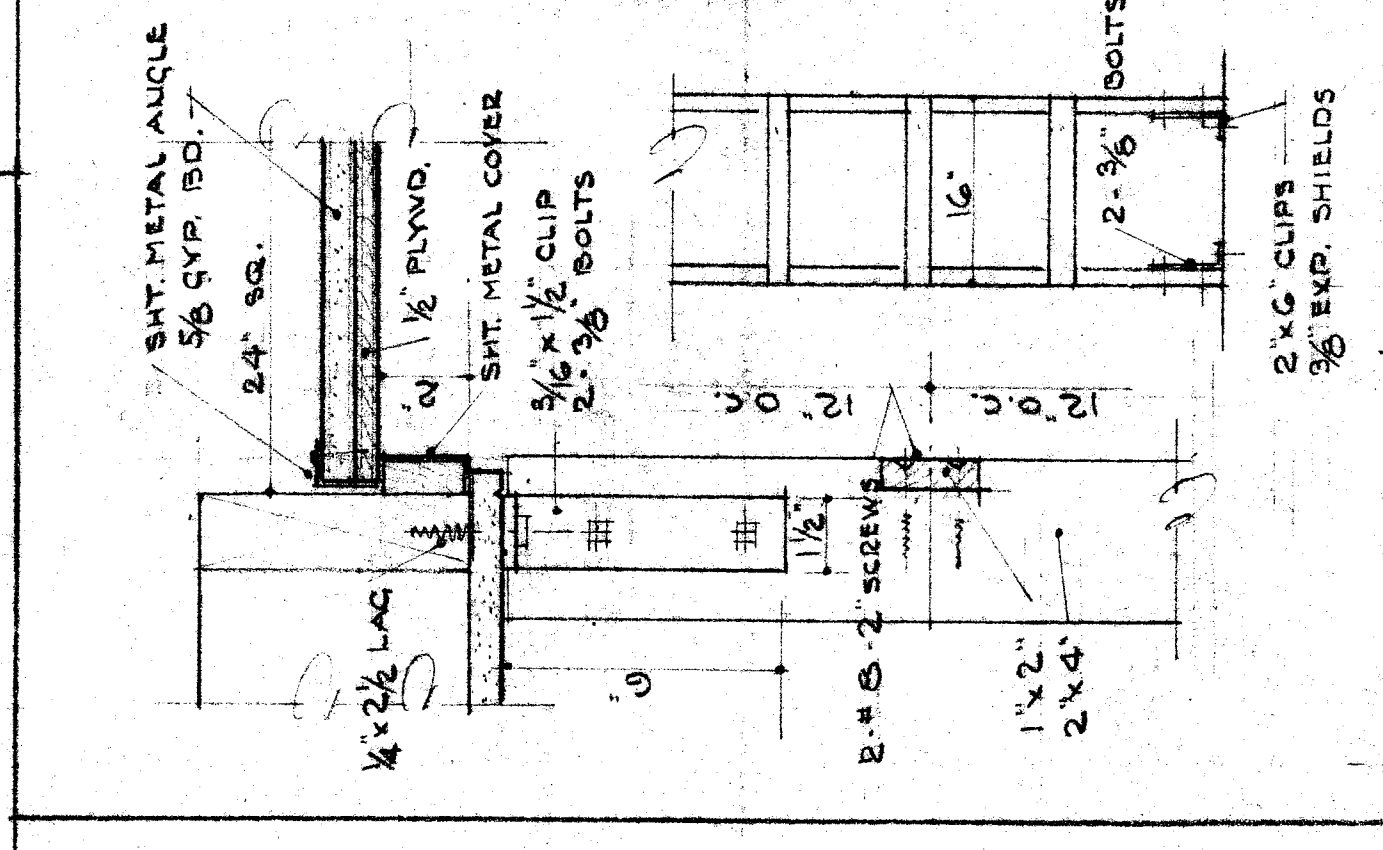 SHT. METAL ANGLE
5/8 GYP. BD.
24" SQ.
1/2" PLYWD.
2"
SHT. METAL COVER
3/16" x 1 1/2" CLIP
2 - 3/8" BOLTS
1/4" x 2 1/2 LAG
6"
1 1/2"
2 - # 8 - 2" SCREWS
12" O.C.
12" O.C.
1" x 2"
2" x 4"
16"
2 - 3/8"
BOLTS
2" x 6" CLIPS
3/8" EXP. SHIELDS